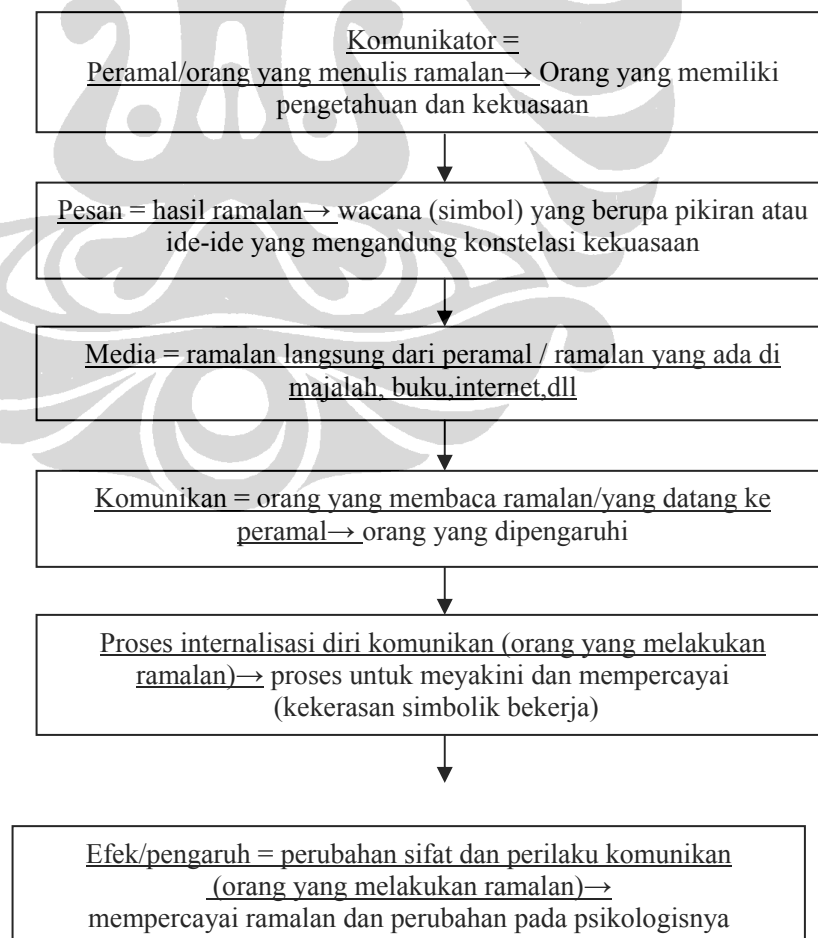 Komunikator =
Peramal/orang yang menulis ramalan→ Orang yang memiliki
pengetahuan dan kekuasaan
Pesan = hasil ramalan→ wacana (simbol) yang berupa pikiran atau
ide-ide yang mengandung konstelasi kekuasaan
Media = ramalan langsung dari peramal / ramalan yang ada di
majalah, buku,internet,dll
Komunikan = orang yang membaca ramalan/yang datang ke
peramal→ orang yang dipengaruhi
Proses internalisasi diri komunikan (orang yang melakukan
ramalan)→ proses untuk meyakini dan mempercayai
(kekerasan simbolik bekerja)
Efek/pengaruh = perubahan sifat dan perilaku komunikan
(orang yang melakukan ramalan)→
mempercayai ramalan dan perubahan pada psikologisnya